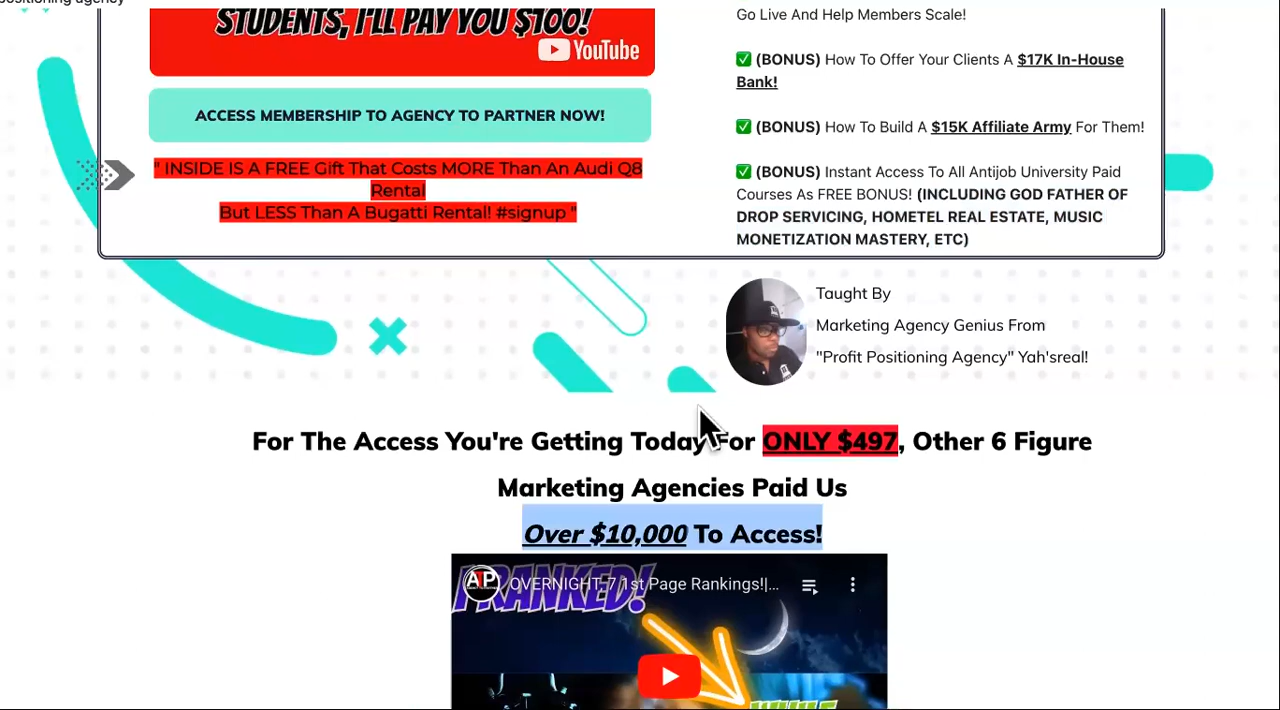 positioning agency
STUDENTS, I'LL PAY YOU $100!
YouTube
ACCESS MEMBERSHIP TO AGENCY TO PARTNER NOW!
" INSIDE IS A FREE Gift That Costs MORE Than An Audi Q8
Rental
But LESS Than A Bugatti Rental! #signup "
Go Live And Help Members Scale!
✅ (BONUS) How To Offer Your Clients A $17K In-House
Bank!
✅ (BONUS) How To Build A $15K Affiliate Army For Them!
✅ (BONUS) Instant Access To All Antijob University Paid
Courses As FREE BONUS! (INCLUDING GOD FATHER OF
DROP SERVICING, HOMETEL REAL ESTATE, MUSIC
MONETIZATION MASTERY, ETC)
Taught By
Marketing Agency Genius From
"Profit Positioning Agency" Yah'sreal!
For The Access You're Getting Today For ONLY $497, Other 6 Figure
Marketing Agencies Paid Us
Over $10,000 To Access!
ATP
OVERNIGHT, 7 1st Page Rankings!|...
RANKED!